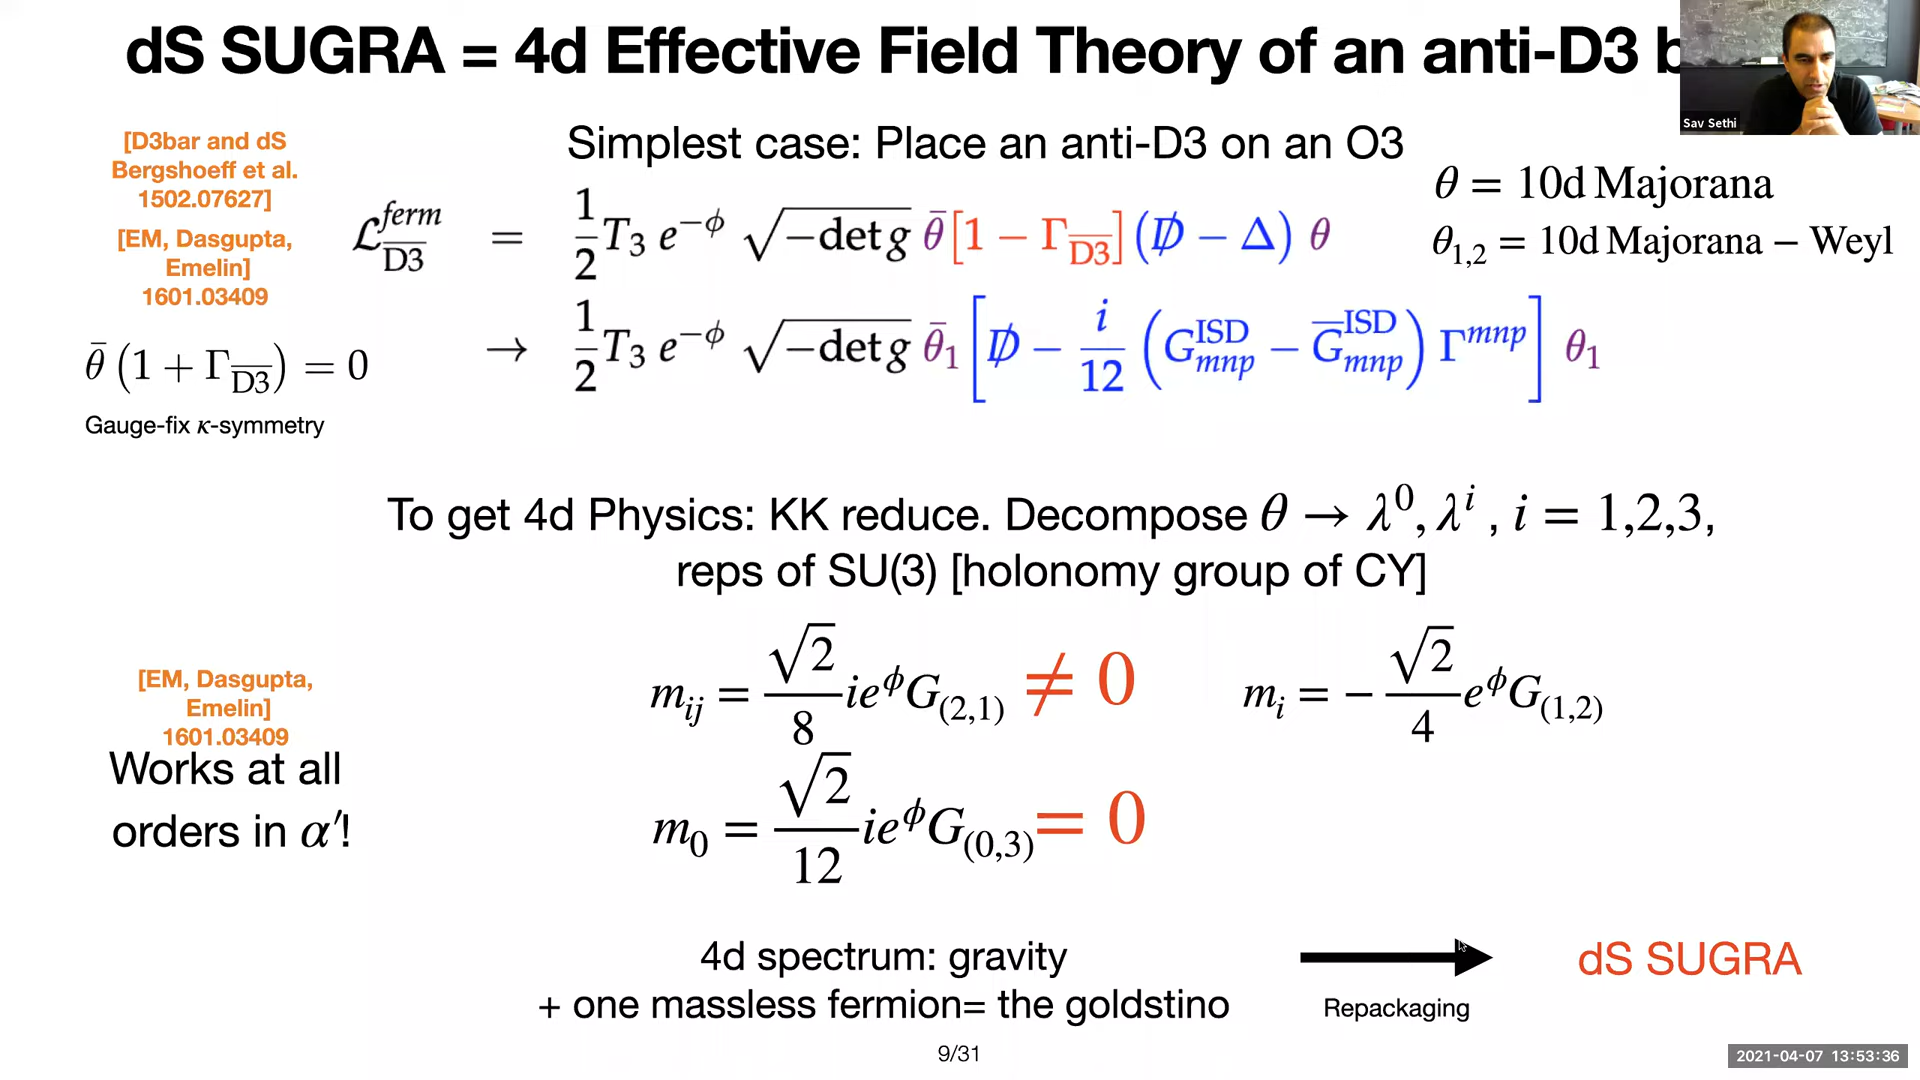 dS SUGRA = 4d Effective Field Theory of an anti-D3 b
Sav Sethi
[D3bar and dS
Bergshoeff et al.
1502.07627]
Simplest case: Place an anti-D3 on an O3
θ = 10d Majorana
θ_{1,2} = 10d Majorana − Weyl
[EM, Dasgupta,
Emelin]
1601.03409
𝓛^{ferm}_{\overline{D3}} = \frac{1}{2} T_3 e^{−ϕ} \sqrt{−det g} \bar{θ} [1 − Γ_{\overline{D3}}] (D̸ − Δ) θ
→ \frac{1}{2} T_3 e^{−ϕ} \sqrt{−det g} \bar{θ}_1 [D̸ − \frac{i}{12} (G^{ISD}_{mnp} − \overline{G}^{ISD}_{mnp}) Γ^{mnp}] θ_1
\bar{θ} (1 + Γ_{\overline{D3}}) = 0
Gauge-fix κ-symmetry
To get 4d Physics: KK reduce. Decompose θ → λ^0, λ^i , i = 1,2,3,
reps of SU(3) [holonomy group of CY]
m_{ij} = \frac{\sqrt{2}}{8} ie^ϕ G_{(2,1)} ≠ 0
m_i = − \frac{\sqrt{2}}{4} e^ϕ G_{(1,2)}
[EM, Dasgupta,
Emelin]
1601.03409
Works at all
orders in α′!
m_0 = \frac{\sqrt{2}}{12} ie^ϕ G_{(0,3)} = 0
4d spectrum: gravity
+ one massless fermion= the goldstino
Repackaging
dS SUGRA
9/31
2021-04-07 13:53:36